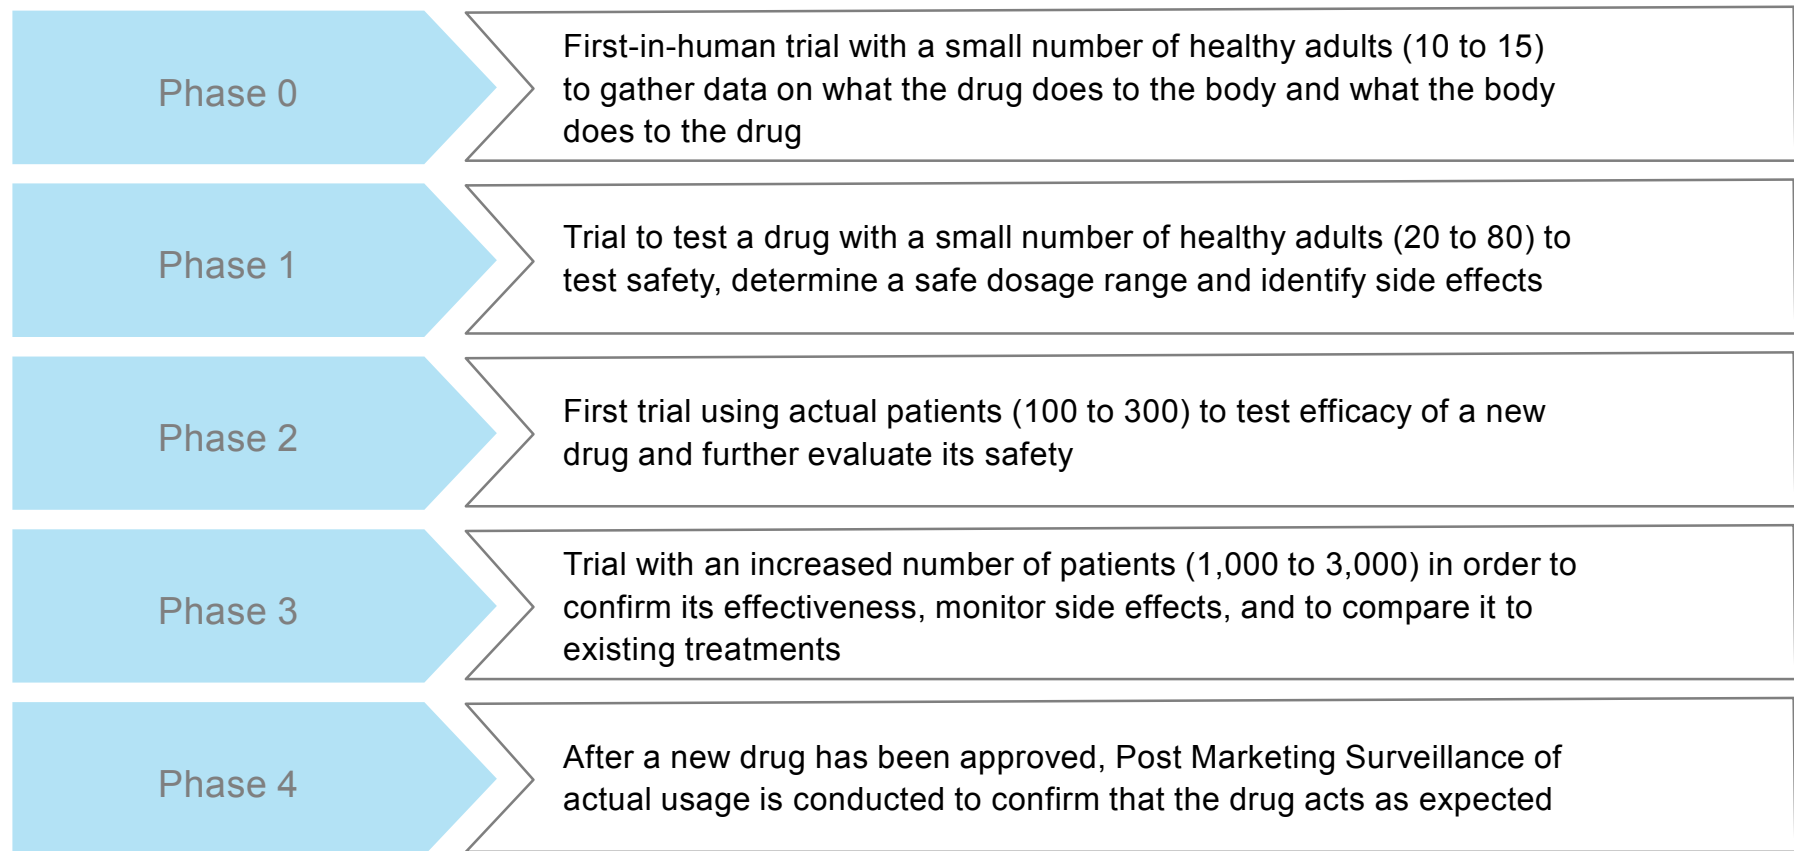 Phase 0
First-in-human trial with a small number of healthy adults (10 to 15)
to gather data on what the drug does to the body and what the body
does to the drug
Phase 1
Trial to test a drug with a small number of healthy adults (20 to 80) to
test safety, determine a safe dosage range and identify side effects
Phase 2
First trial using actual patients (100 to 300) to test efficacy of a new
drug and further evaluate its safety
Phase 3
Trial with an increased number of patients (1,000 to 3,000) in order to
confirm its effectiveness, monitor side effects, and to compare it to
existing treatments
Phase 4
After a new drug has been approved, Post Marketing Surveillance of
actual usage is conducted to confirm that the drug acts as expected